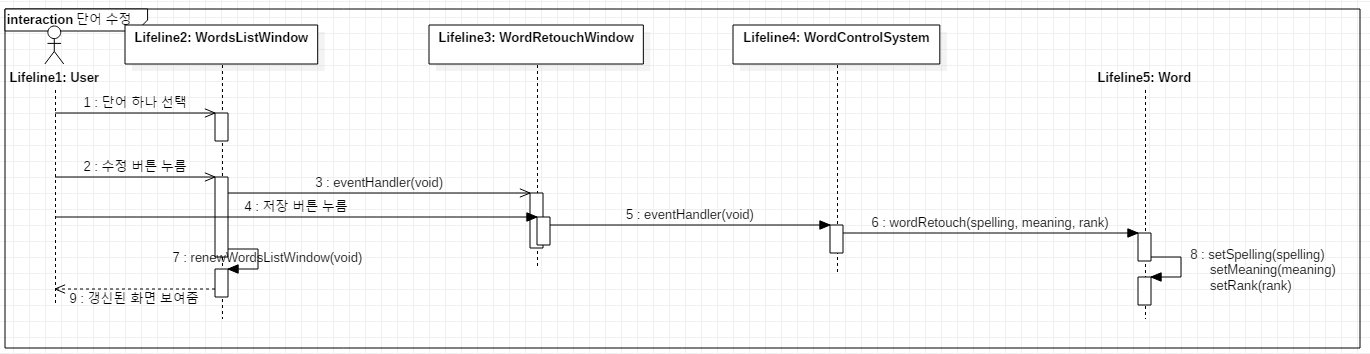 interaction 단어 수정
Lifeline2: WordsListWindow
Lifeline3: WordRetouchWindow
Lifeline4: WordControlSystem
Lifeline1: User
Lifeline5: Word
1 : 단어 하나 선택
2 : 수정 버튼 누름
3 : eventHandler(void)
4 : 저장 버튼 누름
5 : eventHandler(void)
6 : wordRetouch(spelling, meaning, rank)
7 : renewWordsListWindow(void)
8 : setSpelling(spelling)
setMeaning(meaning)
setRank(rank)
9 : 갱신된 화면 보여줌